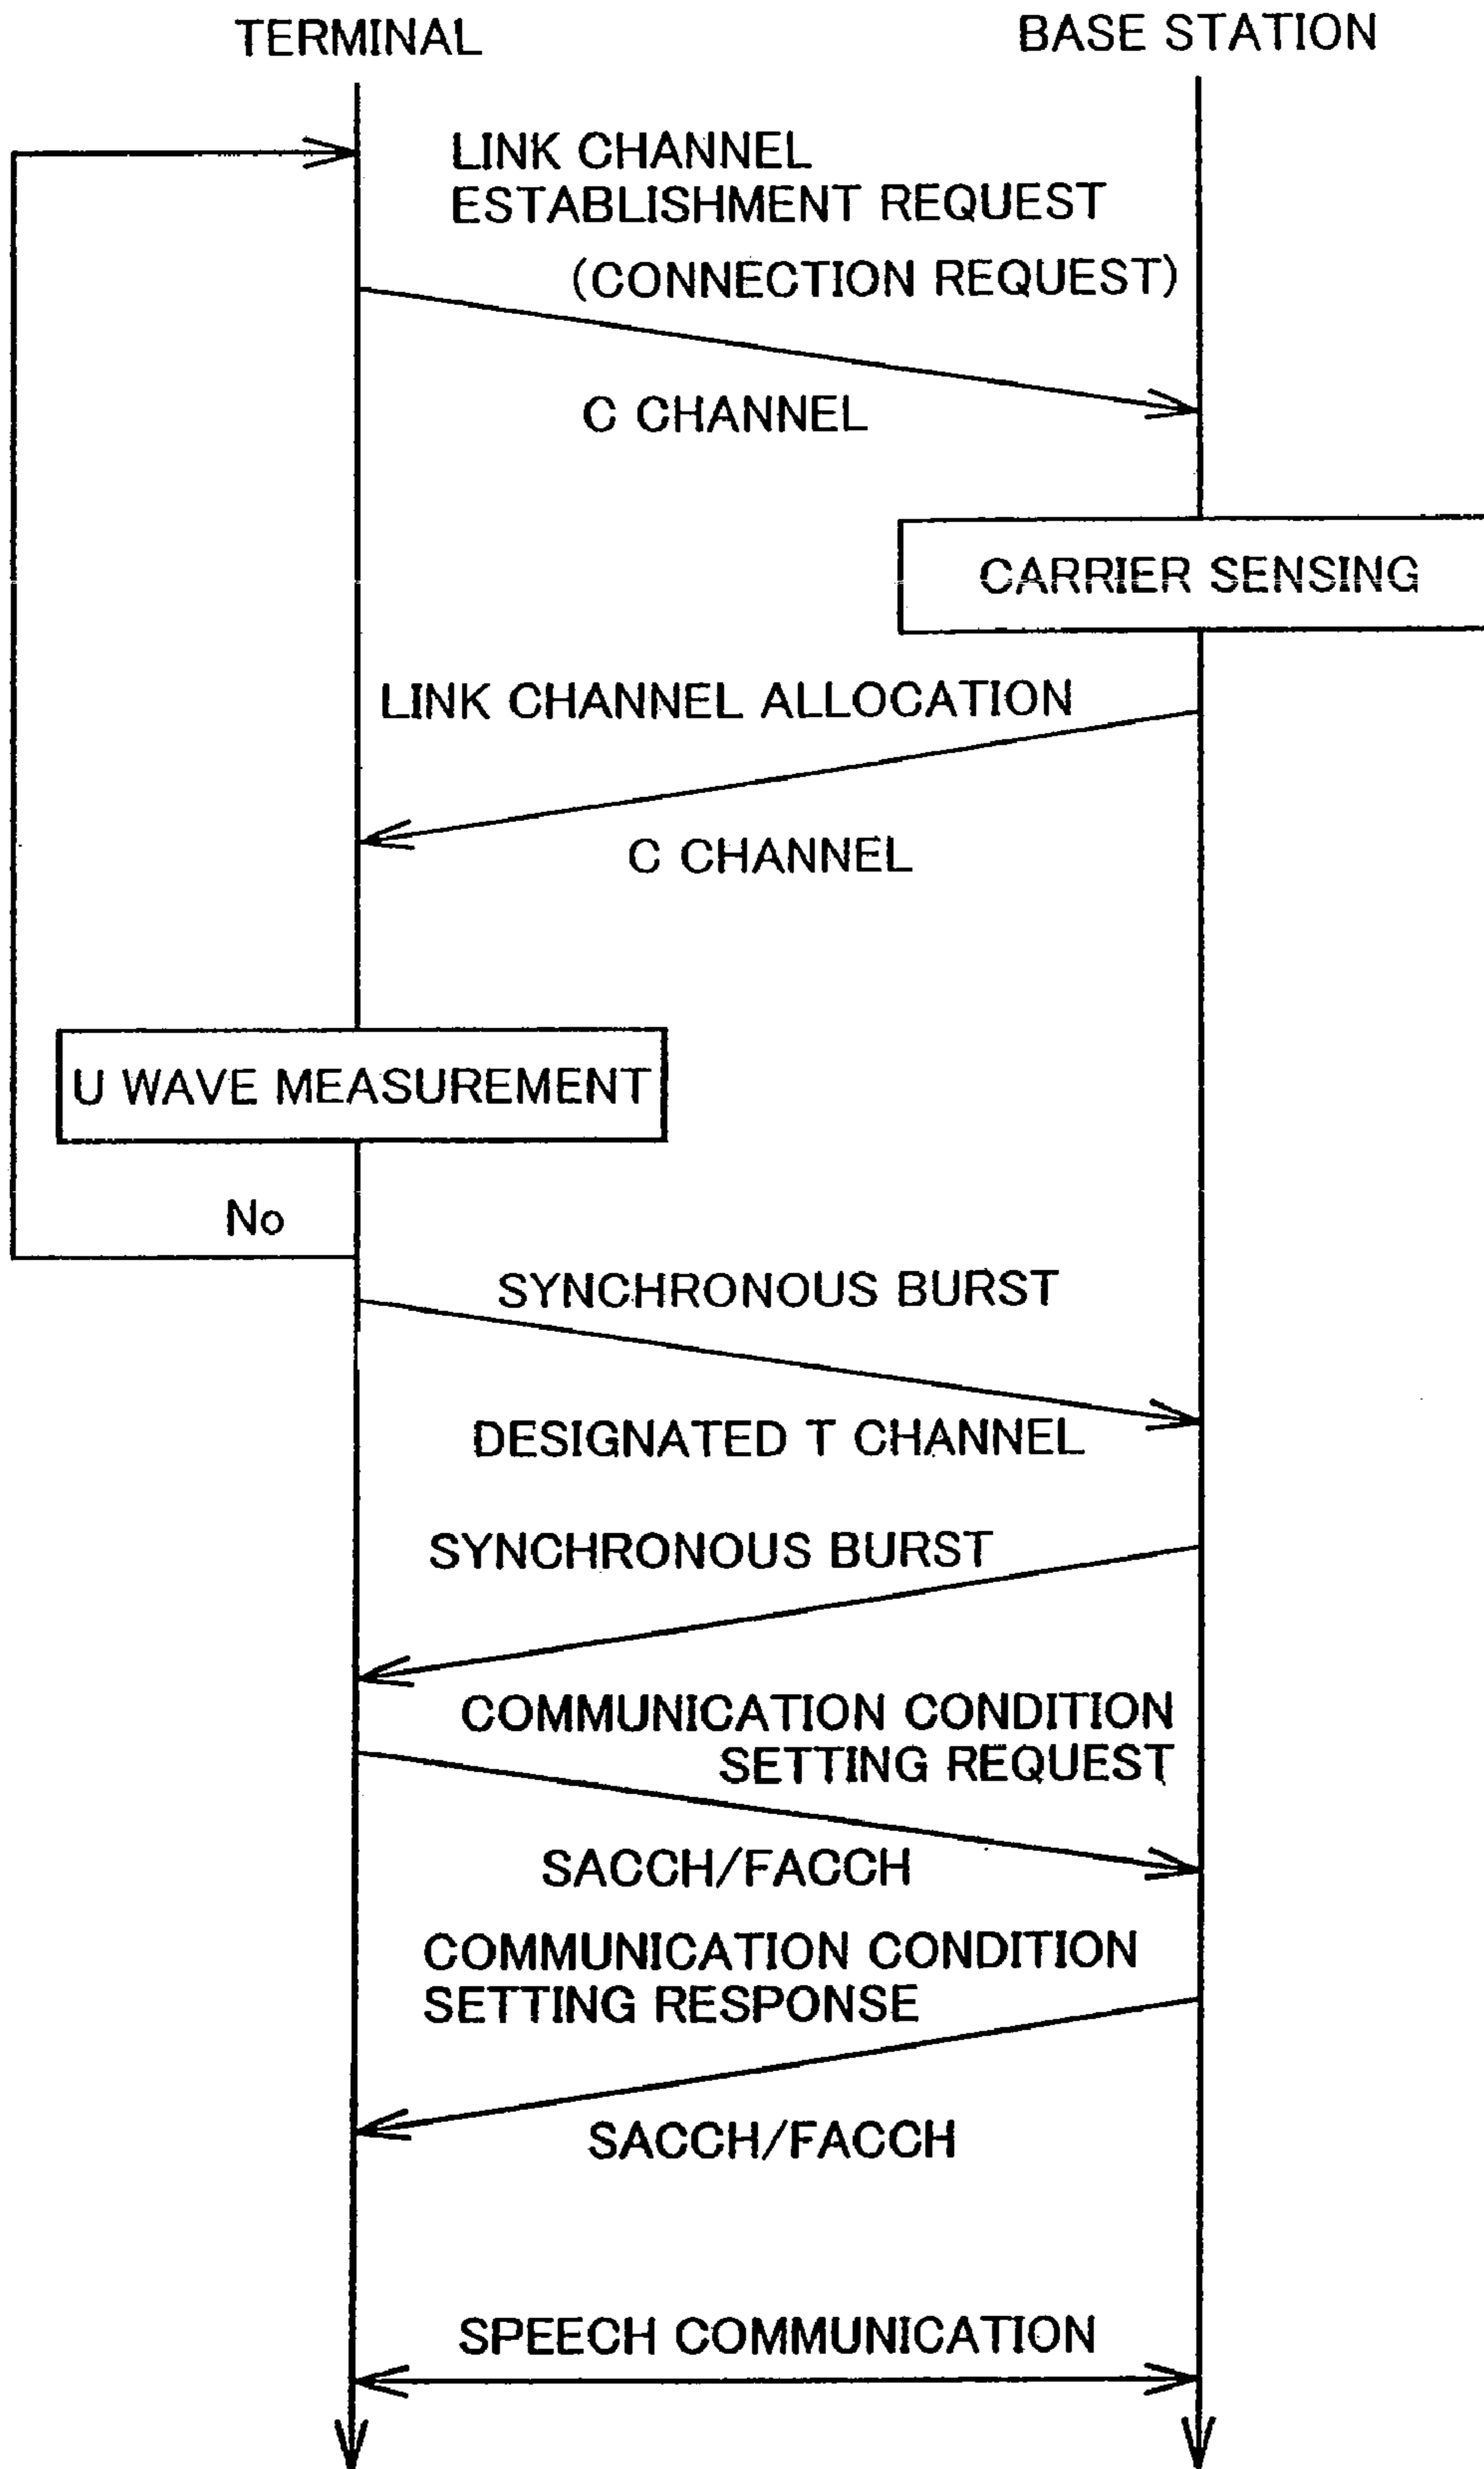 TERMINAL
BASE STATION
LINK CHANNEL
ESTABLISHMENT REQUEST
(CONNECTION REQUEST)
C CHANNEL
CARRIER SENSING
LINK CHANNEL ALLOCATION
C CHANNEL
U WAVE MEASUREMENT
No
SYNCHRONOUS BURST
DESIGNATED T CHANNEL
SYNCHRONOUS BURST
COMMUNICATION CONDITION
SETTING REQUEST
SACCH/FACCH
COMMUNICATION CONDITION
SETTING RESPONSE
SACCH/FACCH
SPEECH COMMUNICATION